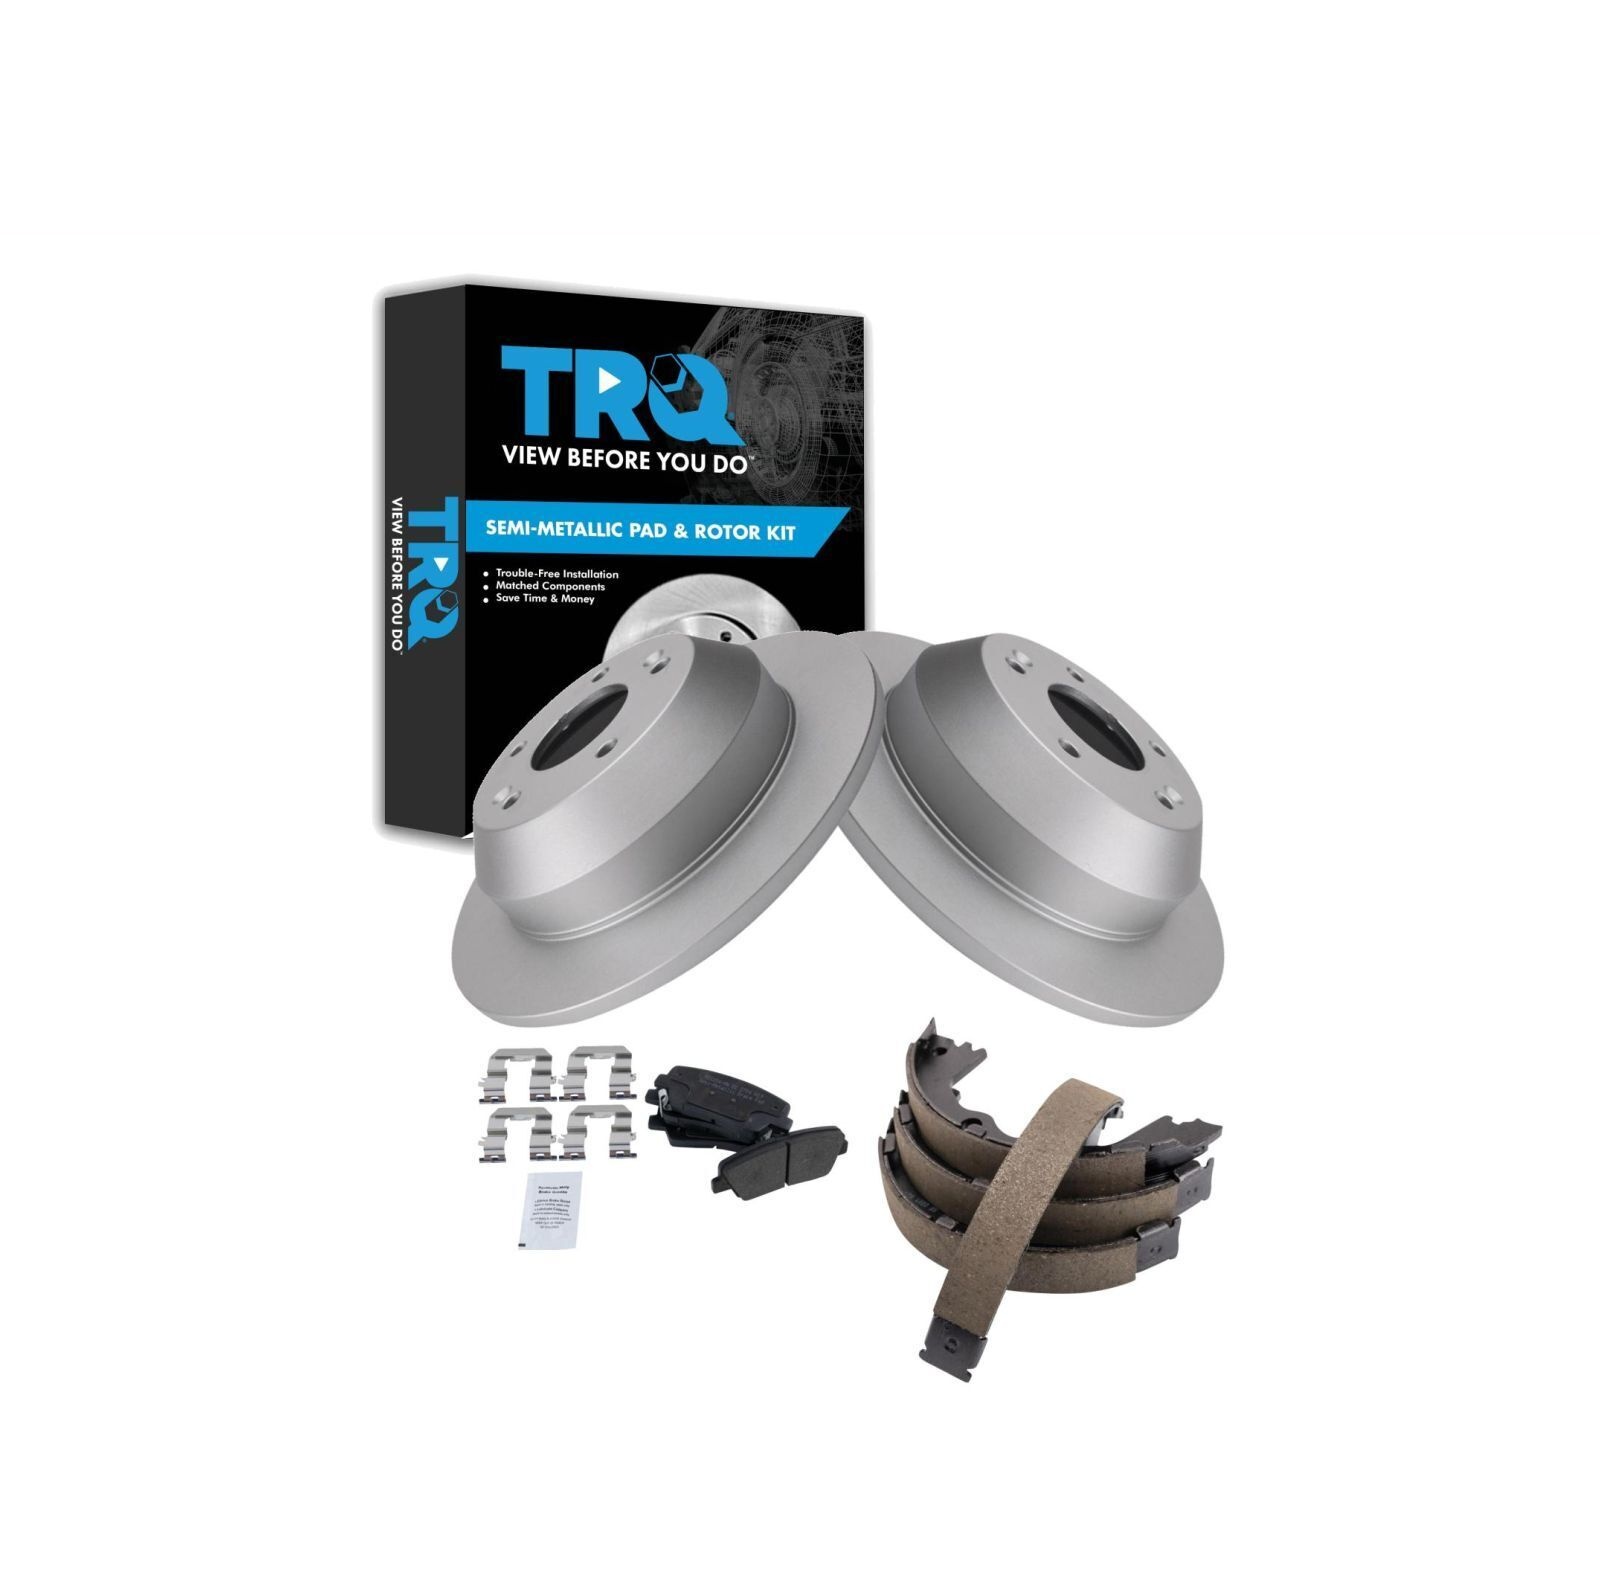 TRQ®
VIEW BEFORE YOU DO™
SEMI-METALLIC PAD & ROTOR KIT
• Trouble-Free Installation
• Matched Components
• Save Time & Money
TRQ
VIEW BEFORE YOU DO™